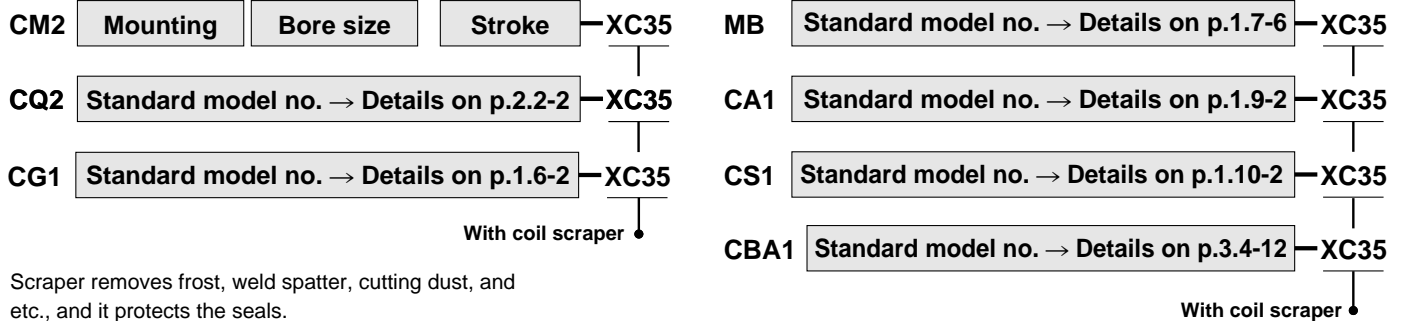 CM2 Mounting Bore size Stroke XC35
CQ2 Standard model no. → Details on p.2.2-2 XC35
CG1 Standard model no. → Details on p.1.6-2 XC35
With coil scraper
Scraper removes frost, weld spatter, cutting dust, and
etc., and it protects the seals.
MB Standard model no. → Details on p.1.7-6 XC35
CA1 Standard model no. → Details on p.1.9-2 XC35
CS1 Standard model no. → Details on p.1.10-2 XC35
CBA1 Standard model no. → Details on p.3.4-12 XC35
With coil scraper